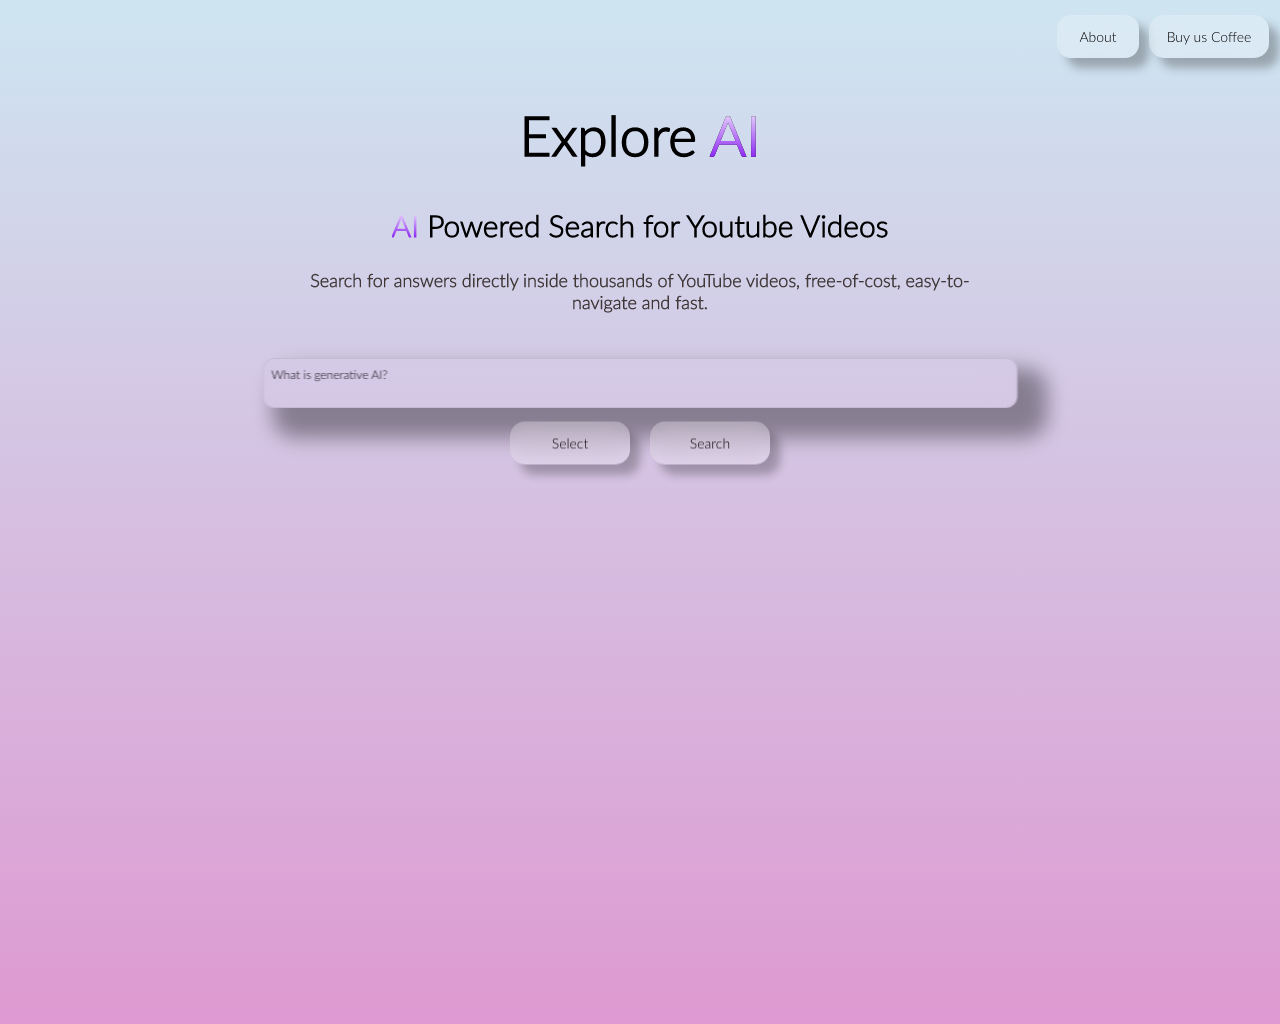 About
Buy us Coffee
Explore AI
AI Powered Search for Youtube Videos
Search for answers directly inside thousands of YouTube videos, free-of-cost, easy-to-
navigate and fast.
What is generative AI?
Select
Search